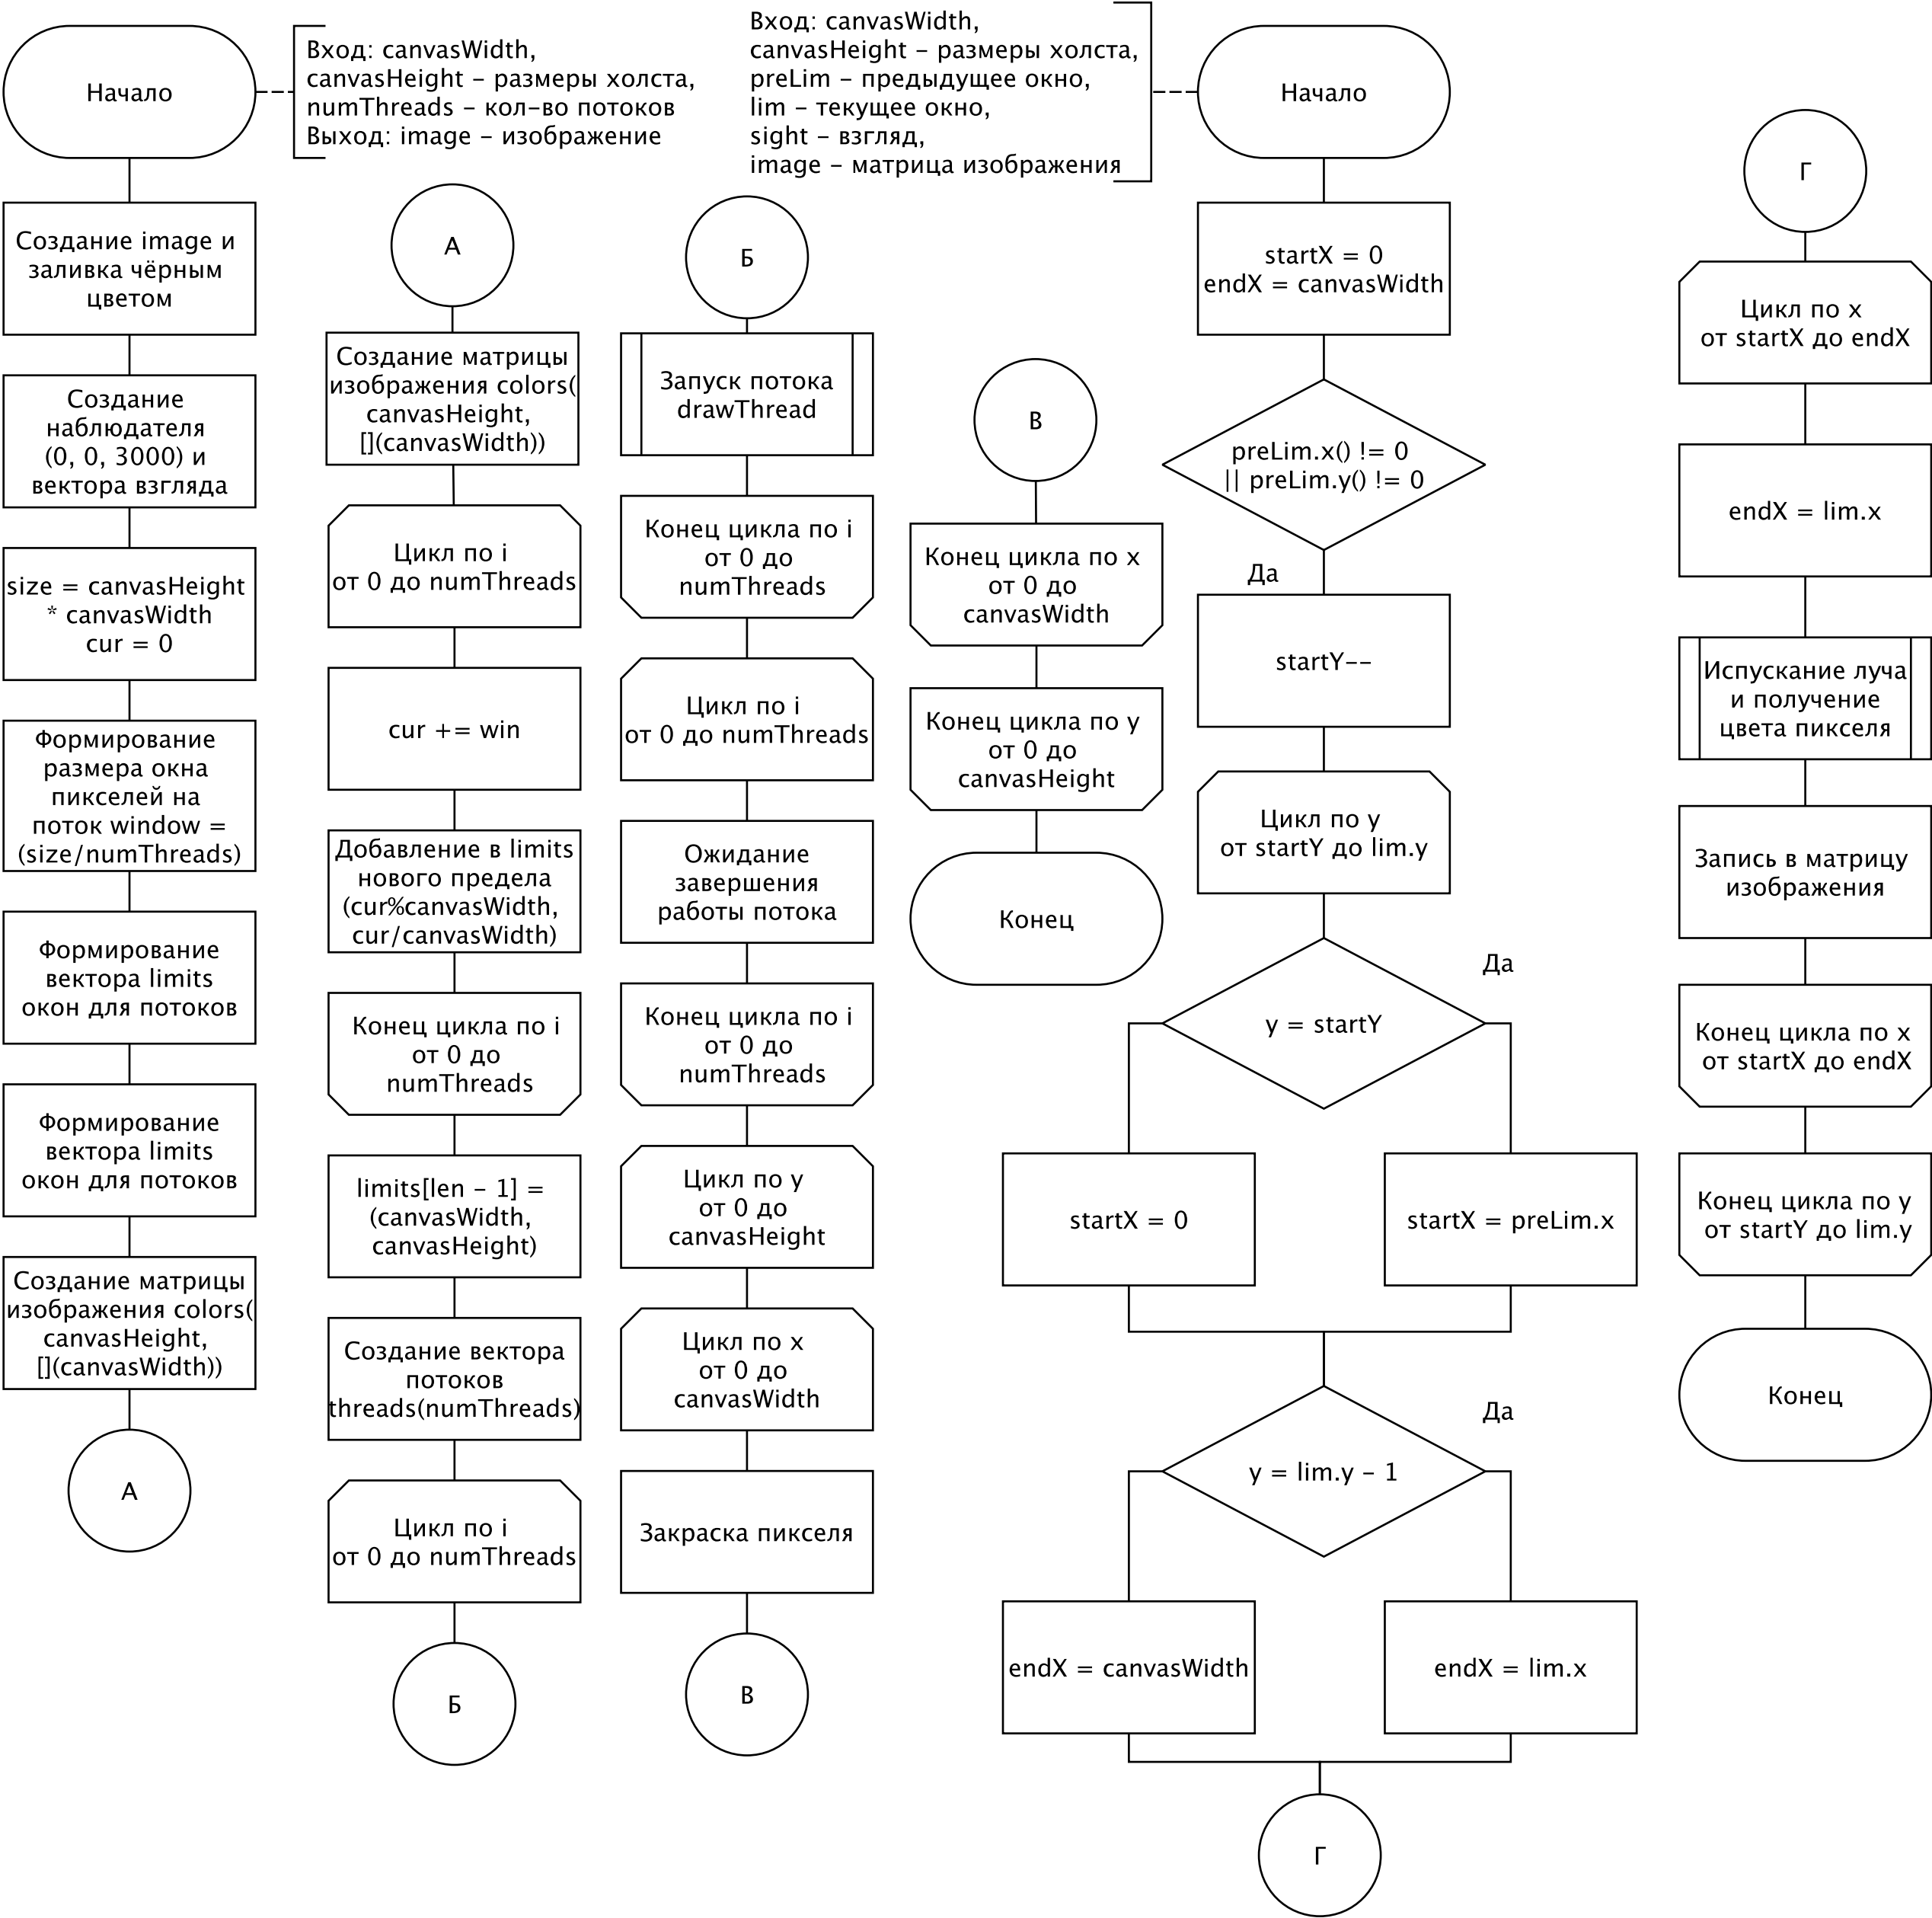 Начало
Вход: canvasWidth,
canvasHeight – размеры холста,
numThreads – кол-во потоков
Выход: image – изображение
Создание image и
заливка чёрным
цветом
Создание
наблюдателя
(0, 0, 3000) и
вектора взгляда
size = canvasHeight
* canvasWidth
cur = 0
Формирование
размера окна
пикселей на
поток window =
(size/numThreads)
Формирование
вектора limits
окон для потоков
Формирование
вектора limits
окон для потоков
Создание матрицы
изображения colors(
canvasHeight,
[](canvasWidth))
А
А
Создание матрицы
изображения colors(
canvasHeight,
[](canvasWidth))
Цикл по i
от 0 до numThreads
cur += win
Добавление в limits
нового предела
(cur%canvasWidth,
cur/canvasWidth)
Конец цикла по i
от 0 до
numThreads
limits[len – 1] =
(canvasWidth,
canvasHeight)
Создание вектора
потоков
threads(numThreads)
Цикл по i
от 0 до numThreads
Б
Б
Запуск потока
drawThread
Конец цикла по i
от 0 до
numThreads
Цикл по i
от 0 до numThreads
Ожидание
завершения
работы потока
Конец цикла по i
от 0 до
numThreads
Цикл по y
от 0 до
canvasHeight
Цикл по x
от 0 до
canvasWidth
Закраска пикселя
В
В
Конец цикла по x
от 0 до
canvasWidth
Конец цикла по y
от 0 до
canvasHeight
Конец
Вход: canvasWidth,
canvasHeight – размеры холста,
preLim – предыдущее окно,
lim – текущее окно,
sight – взгляд,
image – матрица изображения
Начало
startX = 0
endX = canvasWidth
preLim.x() != 0
|| preLim.y() != 0
Да
startY--
Цикл по y
от startY до lim.y
y = startY
Да
startX = 0
startX = preLim.x
y = lim.y – 1
Да
endX = canvasWidth
endX = lim.x
Г
Г
Цикл по x
от startX до endX
endX = lim.x
Испускание луча
и получение
цвета пикселя
Запись в матрицу
изображения
Конец цикла по x
от startX до endX
Конец цикла по y
от startY до lim.y
Конец